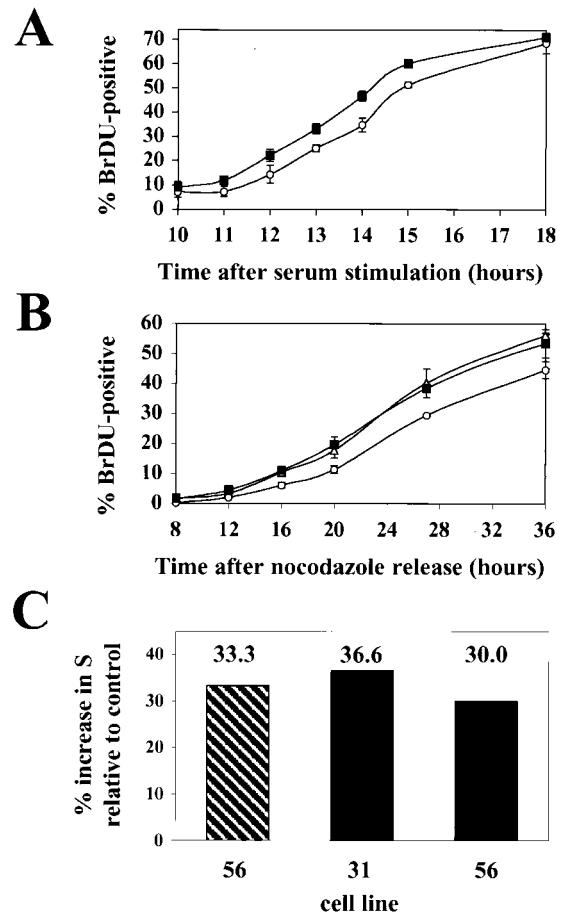 A
% BrDU-positive
70
60
50
40
30
20
10
0
10 11 12 13 14 15 16 17 18
Time after serum stimulation (hours)
B
% BrDU-positive
60
50
40
30
20
10
0
8 12 16 20 24 28 32 36
Time after nocodazole release (hours)
C
% increase in S
relative to control
40
30
20
10
0
33.3 36.6 30.0
56 31 56
cell line